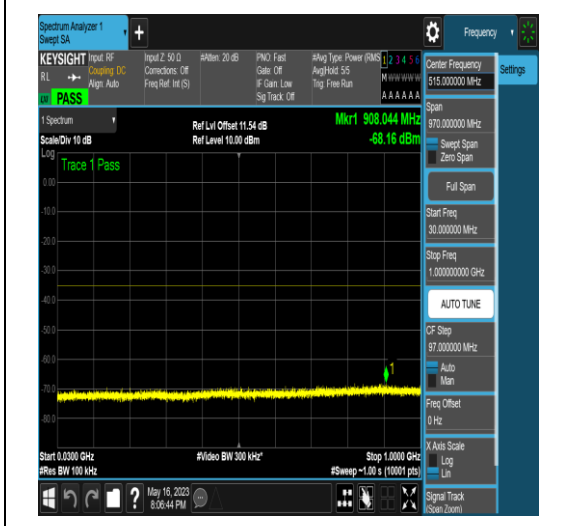 Spectrum Analyzer 1
Swept SA
Frequency
KEYSIGHT
Input: RF
Coupling: DC
Align: Auto
Input Z: 50 Ω
Corrections: Off
Freq Ref: Int (S)
#Atten: 20 dB
PNO: Fast
Gate: Off
IF Gain: Low
Sig Track: Off
#Avg Type: Power (RMS
Avg|Hold: 5/5
Trig: Free Run
1 2 3 4 5 6
M W W W W W
A A A A A A
R L
PASS
1 Spectrum
Scale/Div 10 dB
Ref Lvl Offset 11.54 dB
Ref Level 10.00 dBm
Mkr1 908.044 MHz
-68.16 dBm
Log
Trace 1 Pass
0.00
-10.0
-20.0
-30.0
-40.0
-50.0
-60.0
-70.0
-80.0
1
Start 0.0300 GHz
#Res BW 100 kHz
#Video BW 300 kHz*
Stop 1.0000 GHz
#Sweep ~1.00 s (10001 pts)
?
May 16, 2023
8:06:44 PM
Settings
Center Frequency
515.000000 MHz
Span
970.000000 MHz
Swept Span
Zero Span
Full Span
Start Freq
30.000000 MHz
Stop Freq
1.000000000 GHz
AUTO TUNE
CF Step
97.000000 MHz
Auto
Man
Freq Offset
0 Hz
X Axis Scale
Log
Lin
Signal Track
(Span Zoom)